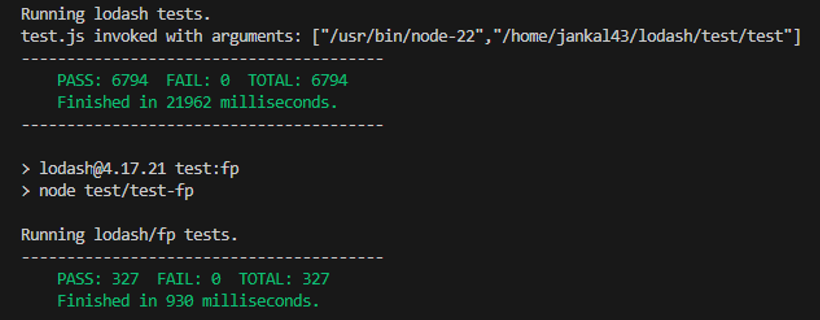 Running lodash tests.
test.js invoked with arguments: ["/usr/bin/node-22","/home/jankal43/lodash/test/test"]
----------------------------------------
PASS: 6794  FAIL: 0  TOTAL: 6794
Finished in 21962 milliseconds.
----------------------------------------
> lodash@4.17.21 test:fp
> node test/test-fp
Running lodash/fp tests.
----------------------------------------
PASS: 327  FAIL: 0  TOTAL: 327
Finished in 930 milliseconds.